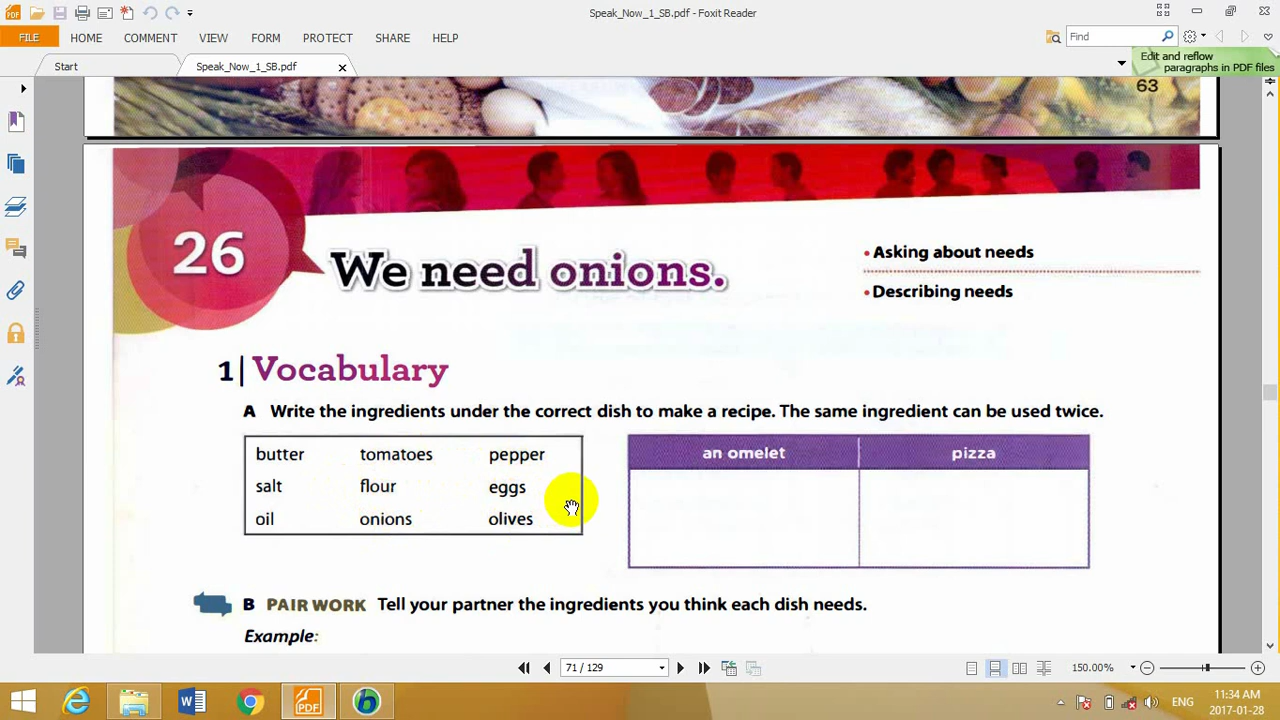 Speak_Now_1_SB.pdf - Foxit Reader
FILE HOME COMMENT VIEW FORM PROTECT SHARE HELP
Find
Start Speak_Now_1_SB.pdf
Edit and reflow
paragraphs in PDF files
63
26
We need onions.
• Asking about needs
• Describing needs
1 | Vocabulary
A Write the ingredients under the correct dish to make a recipe. The same ingredient can be used twice.
butter tomatoes pepper
salt flour eggs
oil onions olives
an omelet pizza
B PAIR WORK Tell your partner the ingredients you think each dish needs.
Example:
71 / 129
150.00%
ENG
11:34 AM
2017-01-28